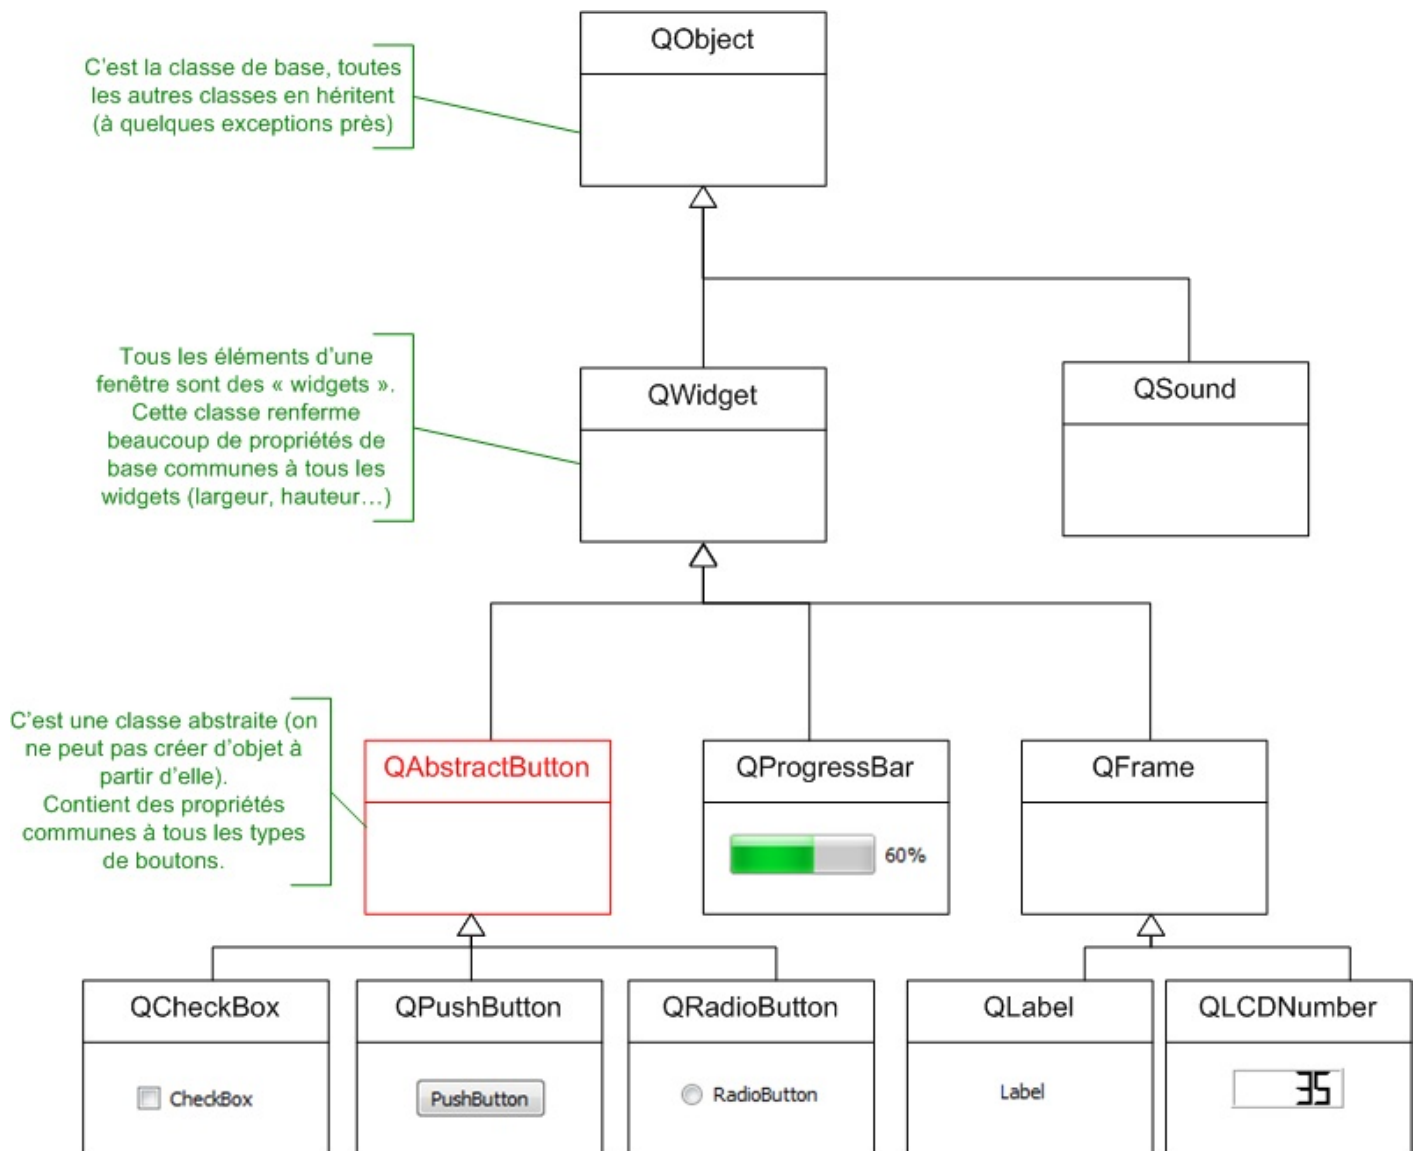 QObject
C'est la classe de base, toutes
les autres classes en héritent
(à quelques exceptions près)
Tous les éléments d'une
fenêtre sont des « widgets ».
Cette classe renferme
beaucoup de propriétés de
base communes à tous les
widgets (largeur, hauteur…)
QWidget
QSound
C'est une classe abstraite (on
ne peut pas créer d'objet à
partir d'elle).
Contient des propriétés
communes à tous les types
de boutons.
QAbstractButton
QProgressBar
60%
QFrame
QCheckBox
CheckBox
QPushButton
PushButton
QRadioButton
RadioButton
QLabel
Label
QLCDNumber
35